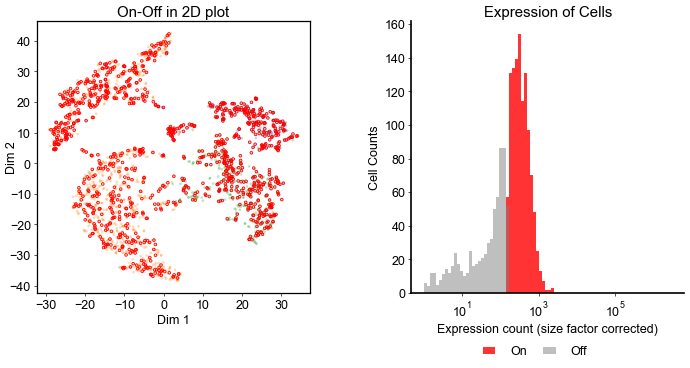 On-Off in 2D plot
40
30
20
10
0
−10
−20
−30
−40
Dim 2
−30 −20 −10 0 10 20 30
Dim 1
Expression of Cells
160
140
120
100
80
60
40
20
0
Cell Counts
10^1 10^3 10^5
Expression count (size factor corrected)
On Off